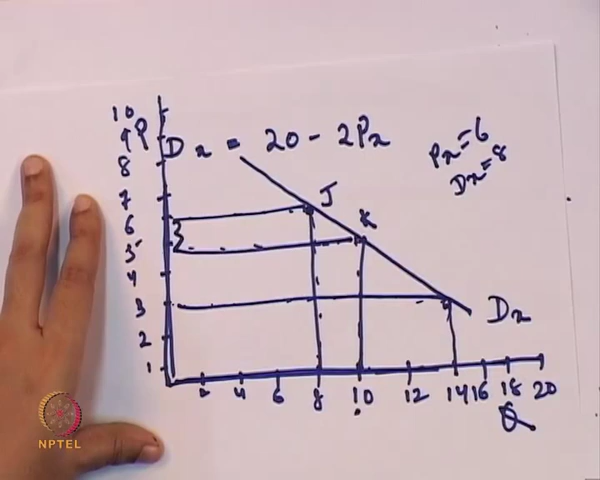 10
9 P
Dx = 20 - 2Px
Px = 6
Dx = 8
8
7
J
6
K
5
4
3
Dx
2
1
2 4 6 8 10 12 14 16 18 20
Q
NPTEL